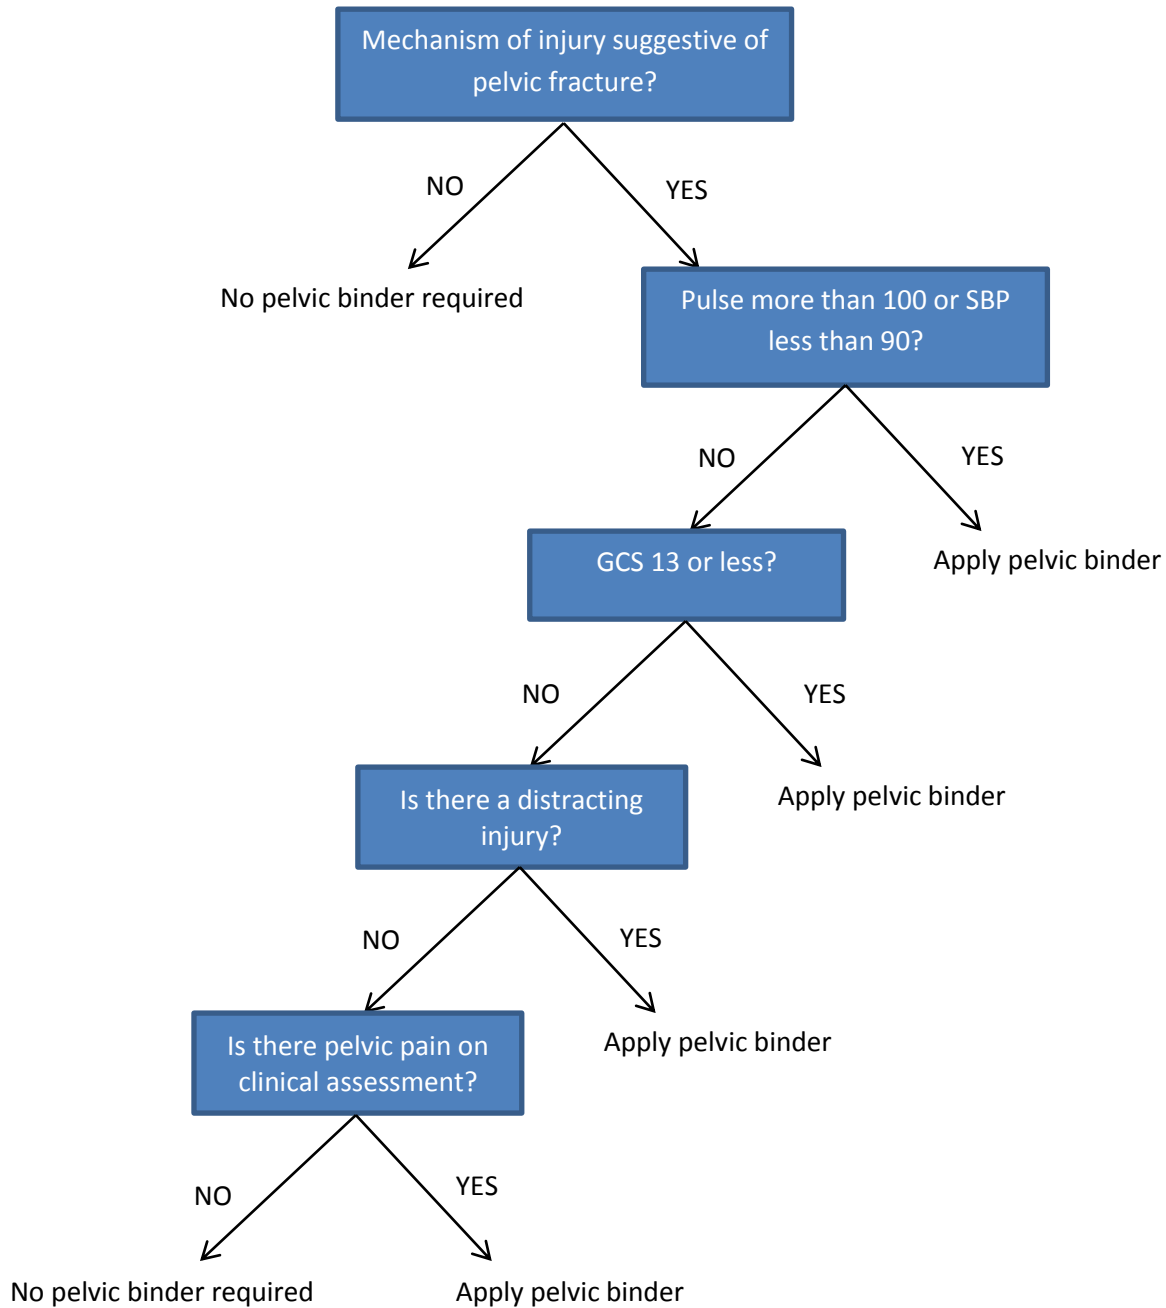 Mechanism of injury suggestive of
pelvic fracture?
NO
YES
No pelvic binder required
Pulse more than 100 or SBP
less than 90?
NO
YES
GCS 13 or less?
Apply pelvic binder
NO
YES
Is there a distracting
injury?
Apply pelvic binder
NO
YES
Is there pelvic pain on
clinical assessment?
Apply pelvic binder
NO
YES
No pelvic binder required
Apply pelvic binder